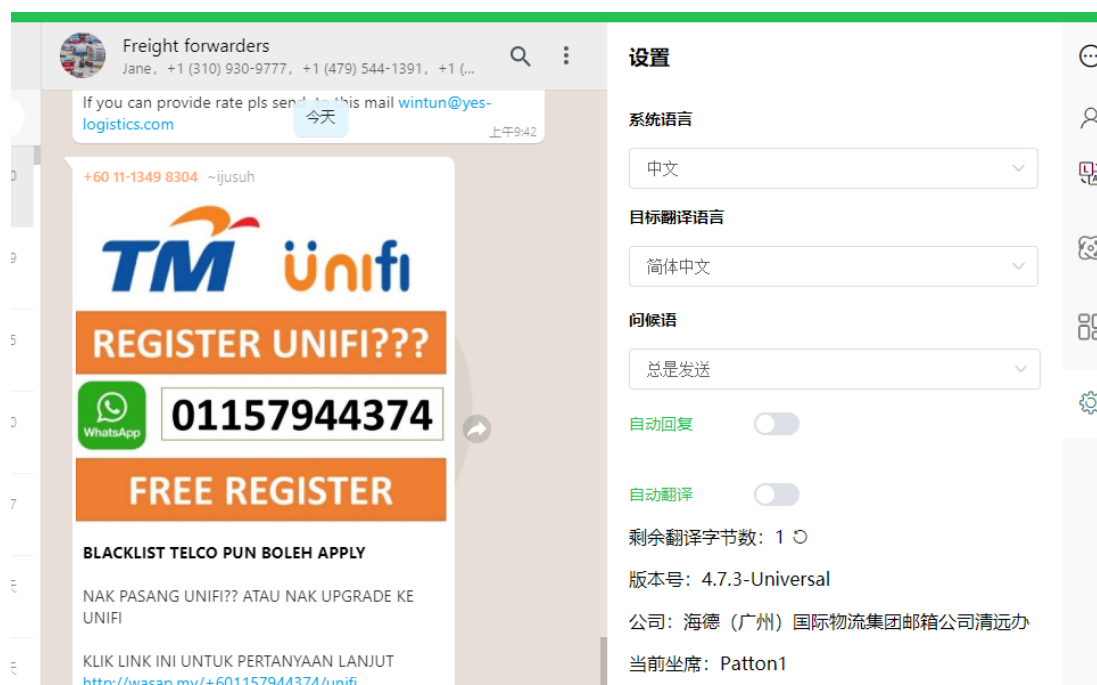 Freight forwarders
Jane, +1 (310) 930-9777, +1 (479) 544-1391, +1 (...
If you can provide rate pls send to this mail wintun@yes-
logistics.com
今天
上午9:42
+60 11-1349 8304 ~ijusuh
TM ünifi
REGISTER UNIFI???
WhatsApp
01157944374
FREE REGISTER
BLACKLIST TELCO PUN BOLEH APPLY
NAK PASANG UNIFI?? ATAU NAK UPGRADE KE
UNIFI
KLIK LINK INI UNTUK PERTANYAAN LANJUT
http://wasap.my/+601157944374/unifi
设置
系统语言
中文
目标翻译语言
简体中文
问候语
总是发送
自动回复
自动翻译
剩余翻译字节数：1
版本号：4.7.3-Universal
公司：海德（广州）国际物流集团邮箱公司清远办
当前坐席：Patton1